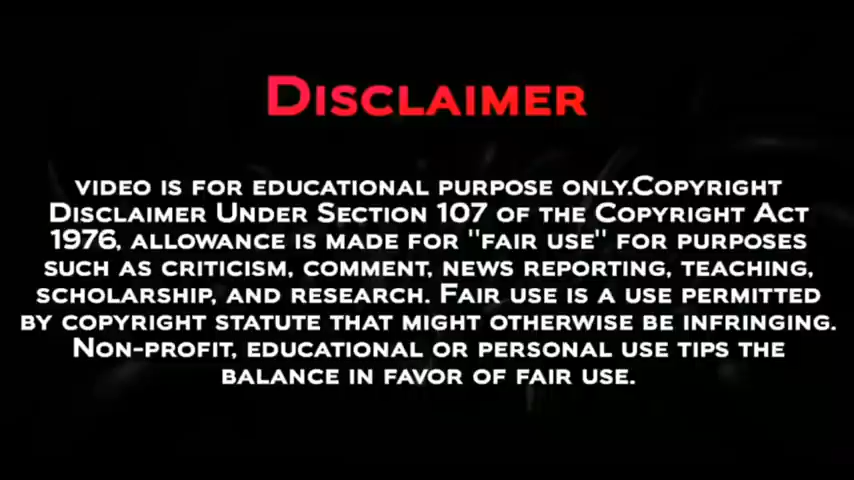 Disclaimer
video is for educational purpose only.Copyright
Disclaimer Under Section 107 of the Copyright Act
1976, allowance is made for "fair use" for purposes
such as criticism, comment, news reporting, teaching,
scholarship, and research. Fair use is a use permitted
by copyright statute that might otherwise be infringing.
Non-profit, educational or personal use tips the
balance in favor of fair use.